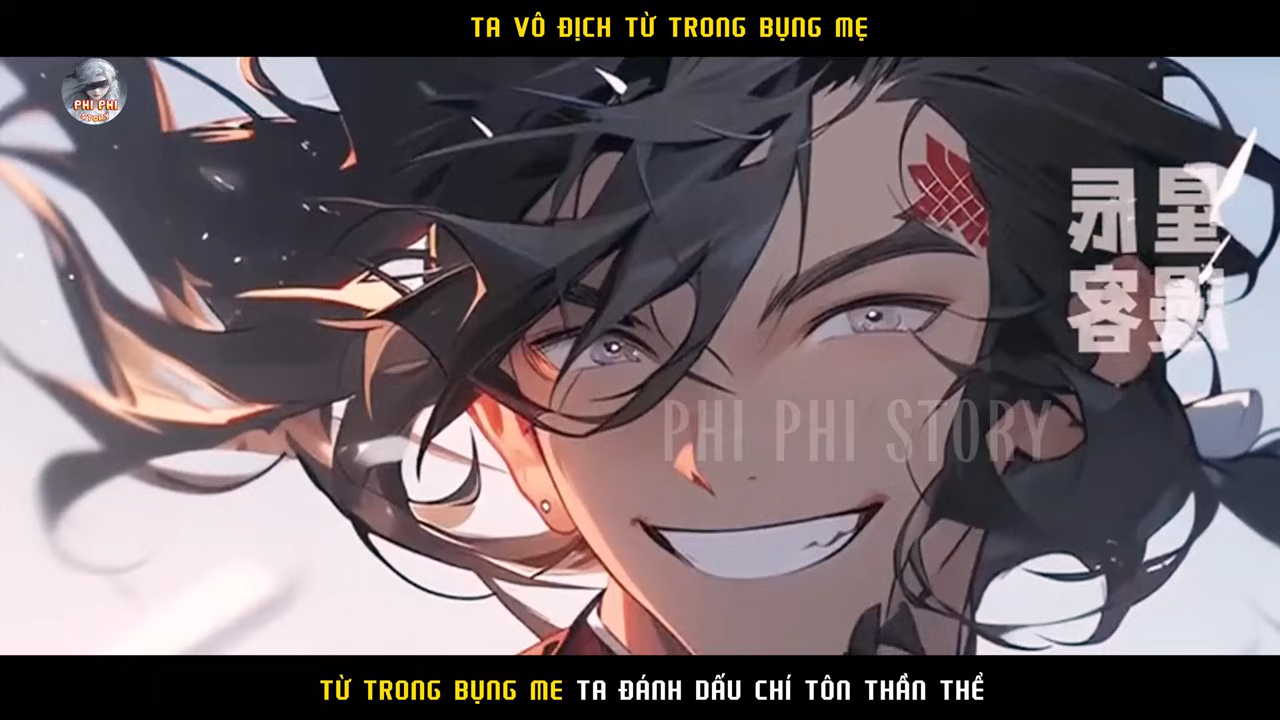 TA VÔ ĐỊCH TỪ TRONG BỤNG MẸ
PHI PHI
STORY
PHI PHI STORY
TỪ TRONG BỤNG MẸ TA ĐÁNH DẤU CHÍ TÔN THẦN THỂ